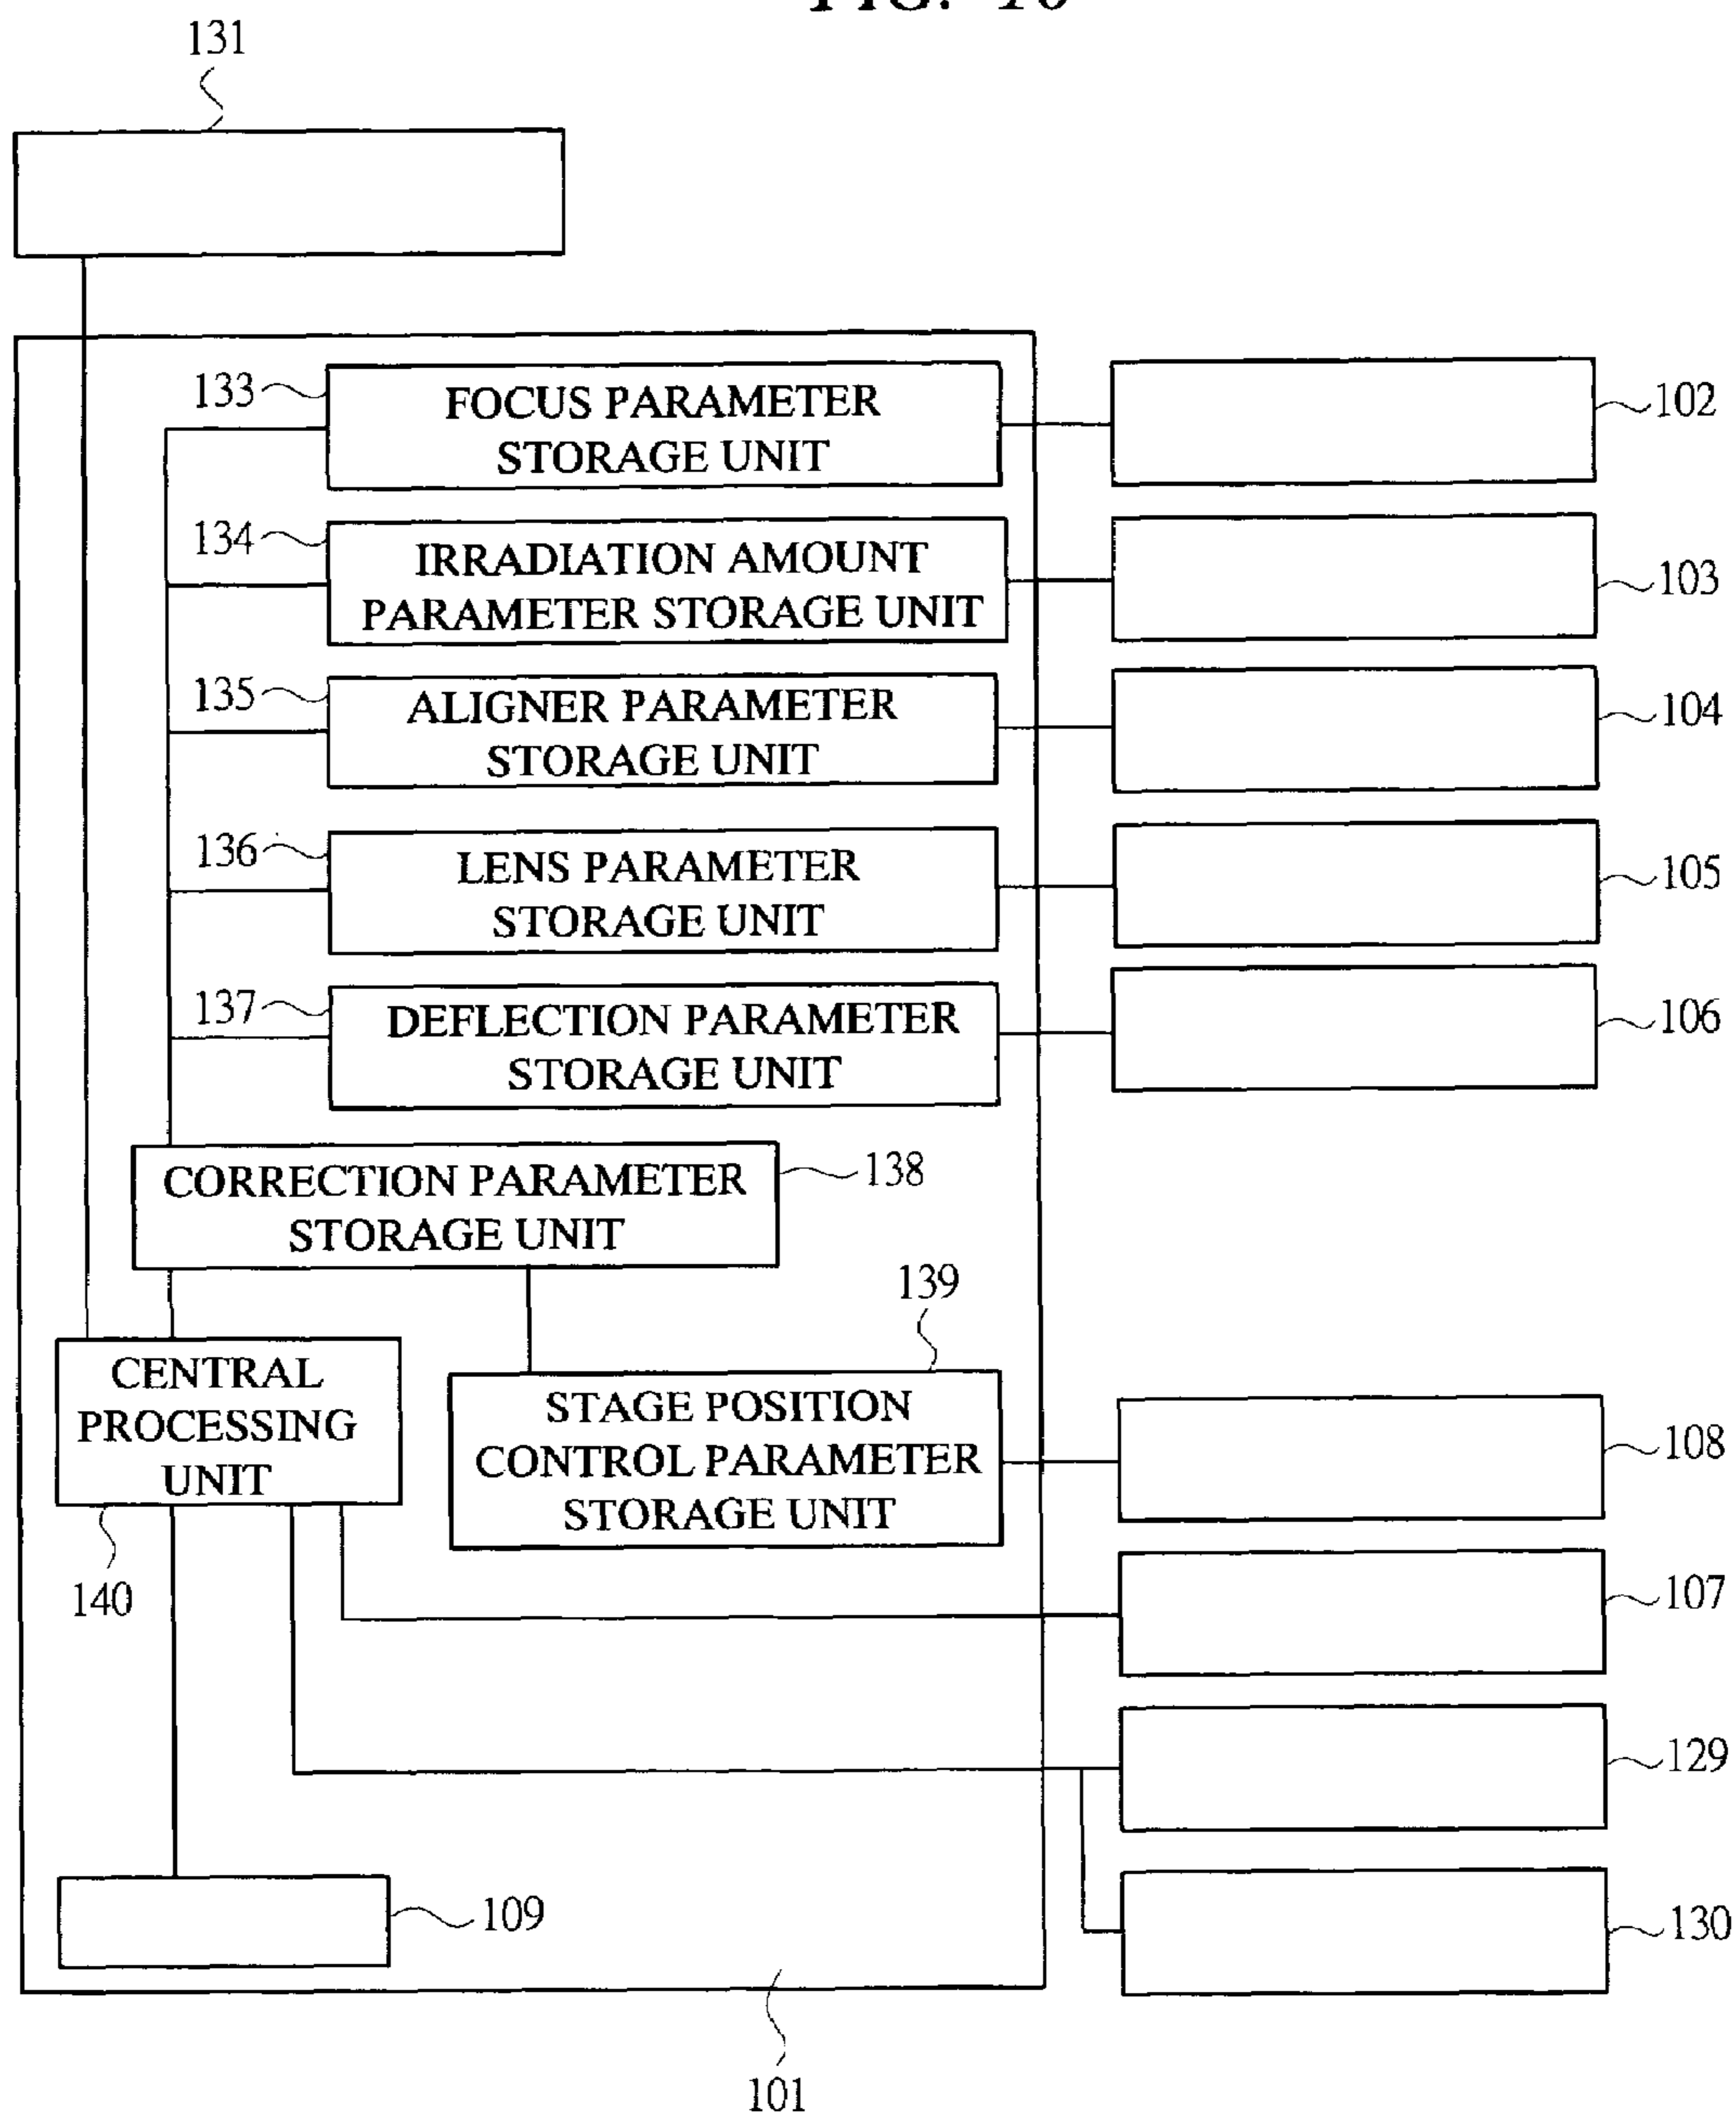 131
133
FOCUS PARAMETER
STORAGE UNIT
102
134
IRRADIATION AMOUNT
PARAMETER STORAGE UNIT
103
135
ALIGNER PARAMETER
STORAGE UNIT
104
136
LENS PARAMETER
STORAGE UNIT
105
137
DEFLECTION PARAMETER
STORAGE UNIT
106
CORRECTION PARAMETER
STORAGE UNIT
138
139
CENTRAL
PROCESSING
UNIT
140
STAGE POSITION
CONTROL PARAMETER
STORAGE UNIT
108
107
129
109
130
101